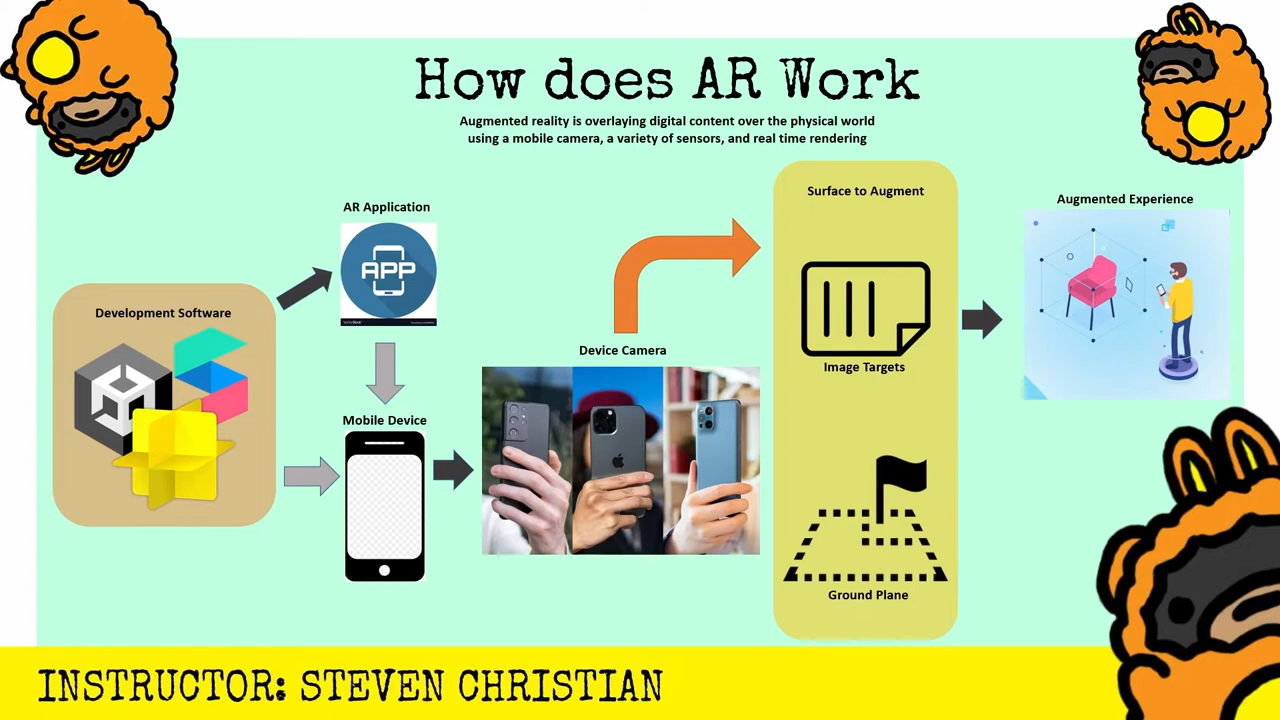 How does AR Work
Augmented reality is overlaying digital content over the physical world
using a mobile camera, a variety of sensors, and real time rendering
Development Software
AR Application
APP
Mobile Device
Device Camera
Surface to Augment
Image Targets
Ground Plane
Augmented Experience
INSTRUCTOR: STEVEN CHRISTIAN